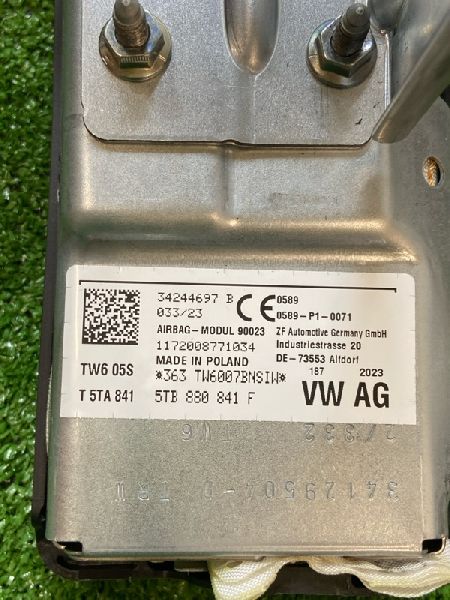 34244697 B
033/23
CE 0589
0589-P1-0071
AIRBAG-MODUL 90023
ZF Automotive Germany GmbH
1172008771034
Industriestrasse 20
MADE IN POLAND
DE-73553 Alfdorf
TW6 05S
*363 TW6007BNSIW*
187 2023
T 5TA 841
5TB 880 841 F
VW AG